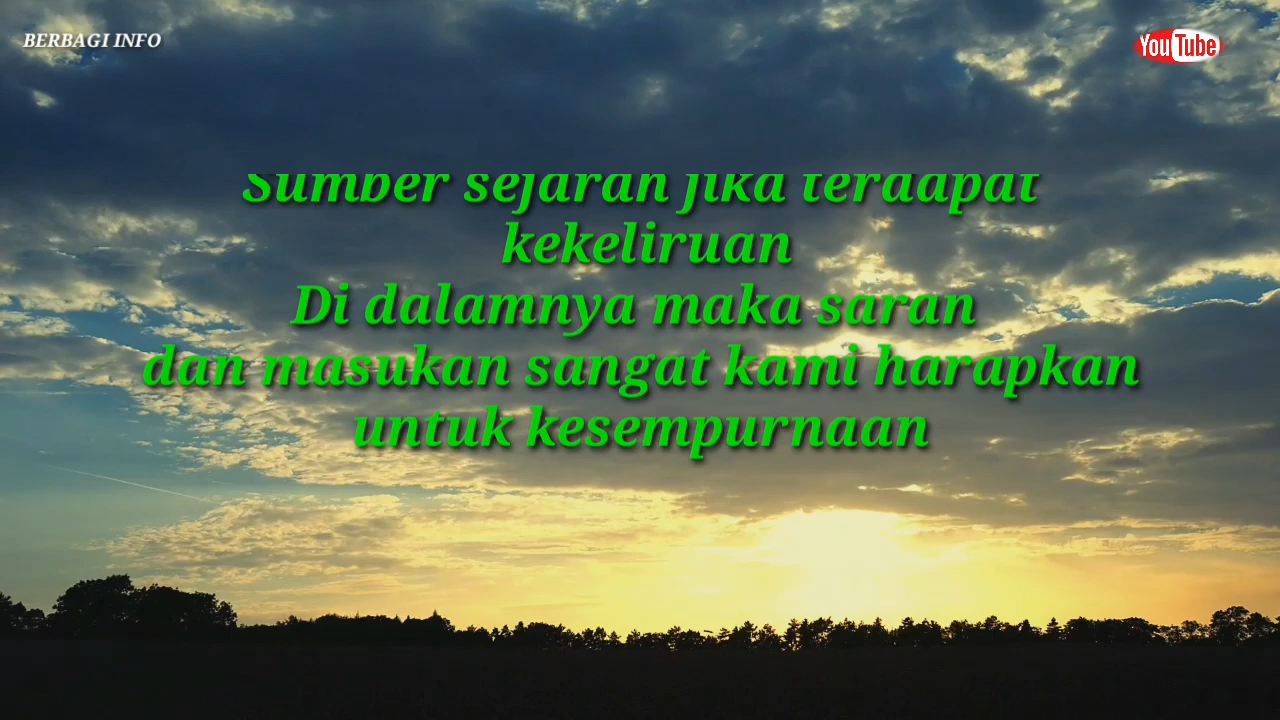 BERBAGI INFO
YouTube
Sumber sejarah jika terdapat
kekeliruan
Di dalamnya maka saran
dan masukan sangat kami harapkan
untuk kesempurnaan